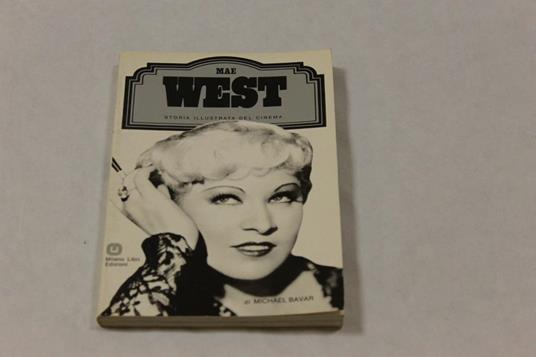 MAE
WEST
STORIA ILLUSTRATA DEL CINEMA
Milano Libri
Edizioni
di MICHAEL BAVAR